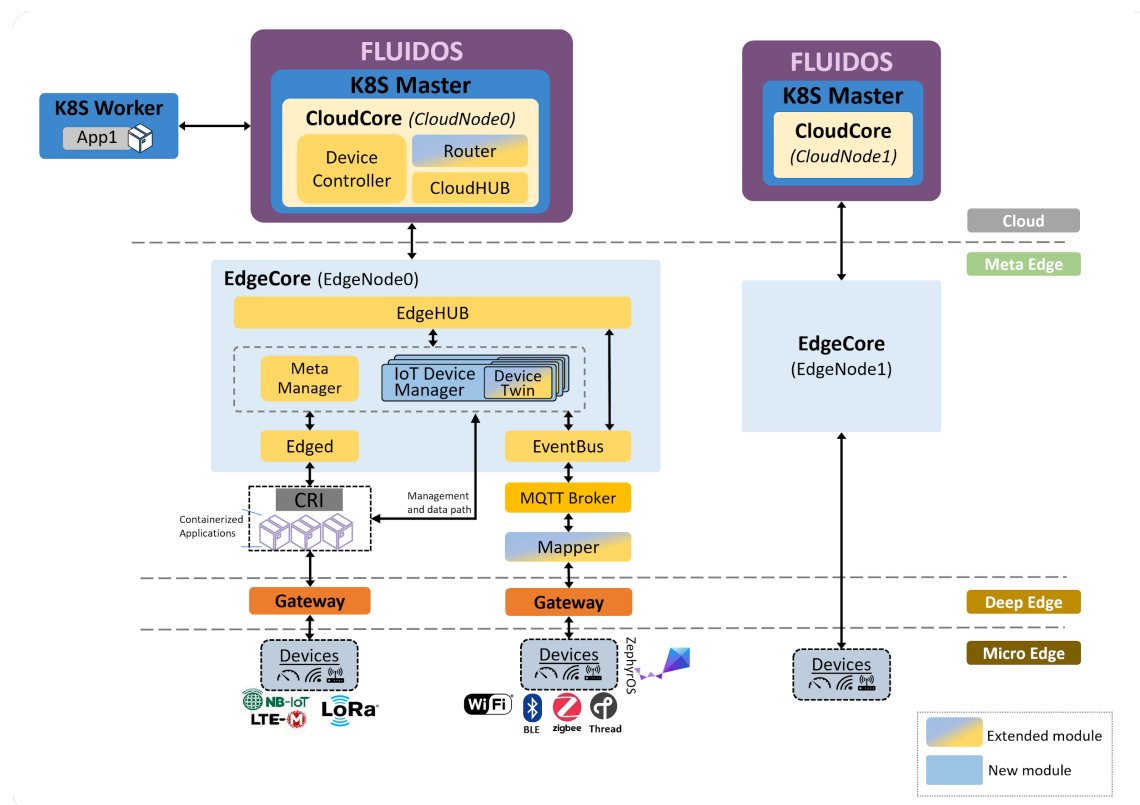 FLUIDOS
K8S Master
CloudCore (CloudNode0)
Device
Controller
Router
CloudHUB
K8S Worker
App1
FLUIDOS
K8S Master
CloudCore
(CloudNode1)
Cloud
Meta Edge
EdgeCore (EdgeNode0)
EdgeHUB
Meta
Manager
IoT Device
Manager
Device
Twin
Edged
EventBus
EdgeCore
(EdgeNode1)
CRI
Containerized
Applications
Management
and data path
MQTT Broker
Mapper
Gateway
Gateway
Deep Edge
Micro Edge
Devices
NB-IoT
LTE-M
LoRa®
Devices
ZephyrOS
WiFi®
BLE
zigbee
Thread
Devices
Extended module
New module